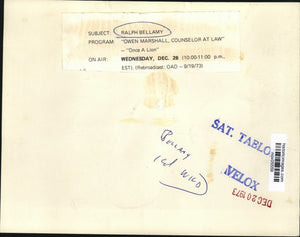 SUBJECT: RALPH BELLAMY
PROGRAM: "OWEN MARSHALL, COUNSELOR AT LAW"
- "Once A Lion"
ON AIR: WEDNESDAY, DEC. 26 (10:00-11:00 p.m.,
EST). (Rebroadcast: OAD - 9/19/73)
SAT. TABLO
VELOX
DEC 20 1973